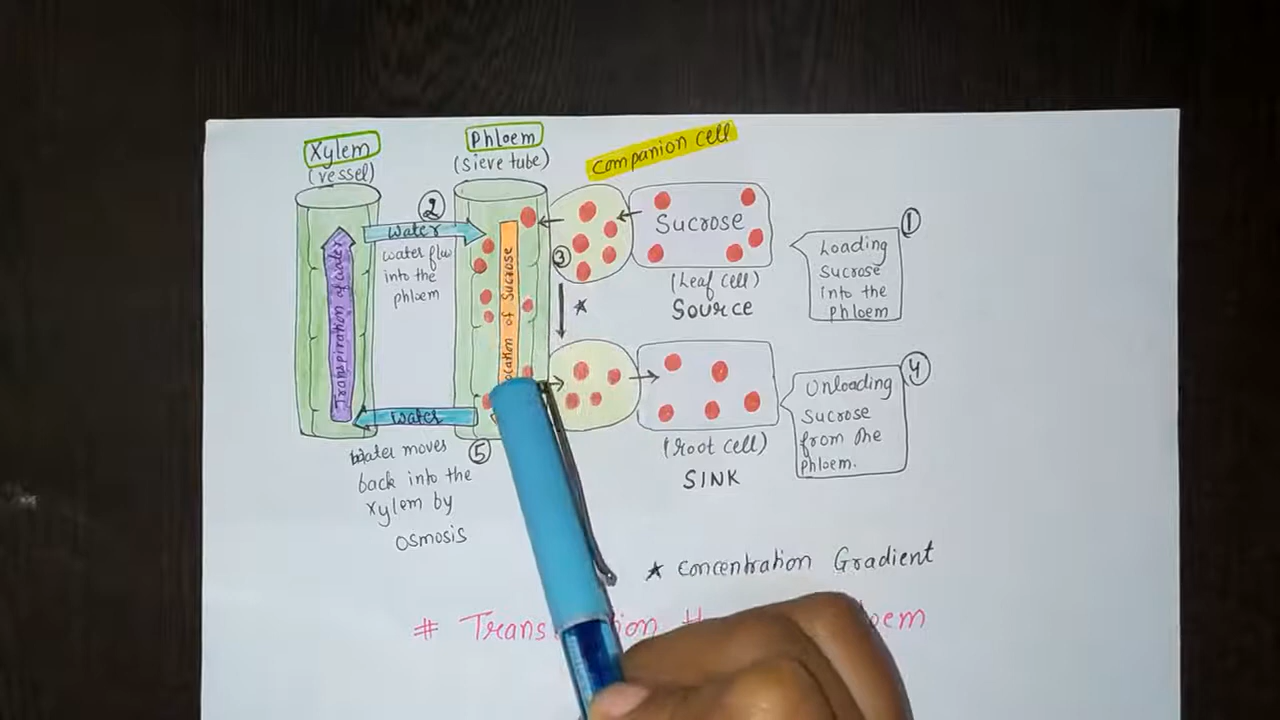 Xylem
(vessel)
Phloem
(sieve tube)
companion cell
2
water
water flw
into the
phloem
Transpiration of water
ocation of Sucrose
3
Sucrose
(Leaf cell)
SOURCE
1
Loading
Sucrose
into the
phloem
water
5
Water moves
back into the
xylem by
osmosis
(root cell)
SINK
4
Unloading
Sucrose
from the
phloem.
★ concentration Gradient
#